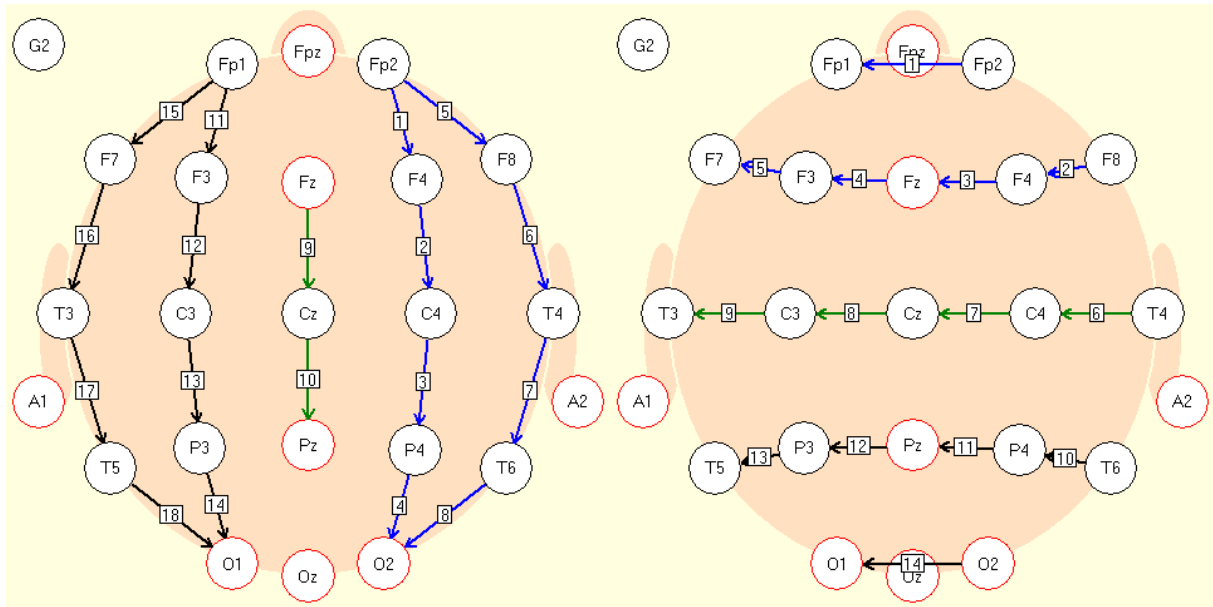 G2 Fp1 Fpz Fp2 G2 Fp1 Fpz Fp2
1
15 11 1 5
F7 F3 Fz F4 F8 F7 F3 Fz F4 F8
5 4 3 2
16 12 9 2 6
T3 C3 Cz C4 T4 T3 C3 Cz C4 T4
9 8 7 6
17 13 10 3 7
A1 A2 A1 A2
T5 P3 Pz P4 T6 T5 P3 Pz P4 T6
13 12 11 10
18 14 4 8
O1 Oz O2 O1 Oz O2
14